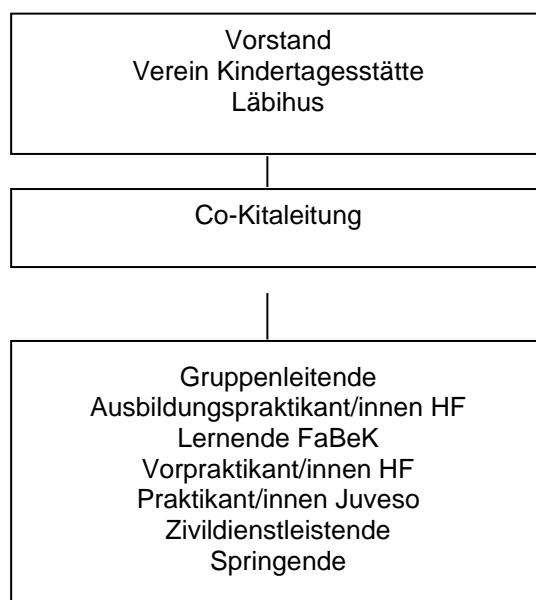 Vorstand
Verein Kindertagesstätte
Läbihus
Co-Kitaleitung
Gruppenleitende
Ausbildungspraktikant/innen HF
Lernende FaBeK
Vorpraktikant/innen HF
Praktikant/innen Juveso
Zivildienstleistende
Springende